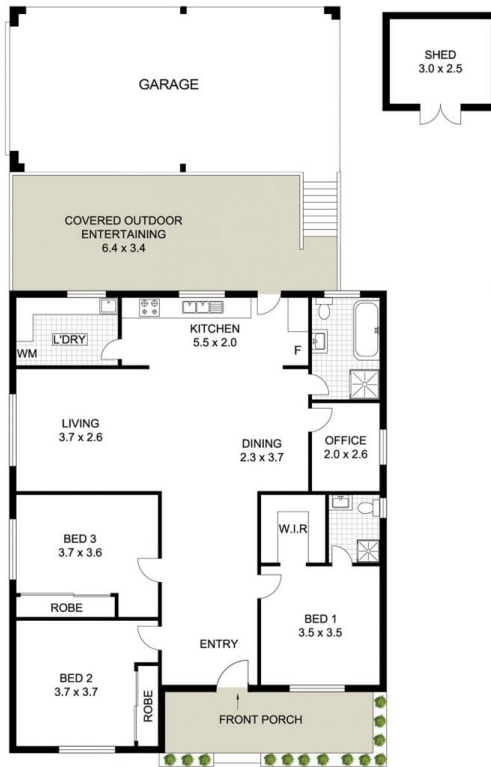 SHED
3.0 x 2.5
GARAGE
COVERED OUTDOOR
ENTERTAINING
6.4 x 3.4
L'DRY
WM
KITCHEN
5.5 x 2.0
F
LIVING
3.7 x 2.6
DINING
2.3 x 3.7
OFFICE
2.0 x 2.6
BED 3
3.7 x 3.6
ROBE
W.I.R
BED 1
3.5 x 3.5
ENTRY
BED 2
3.7 x 3.7
ROBE
FRONT PORCH